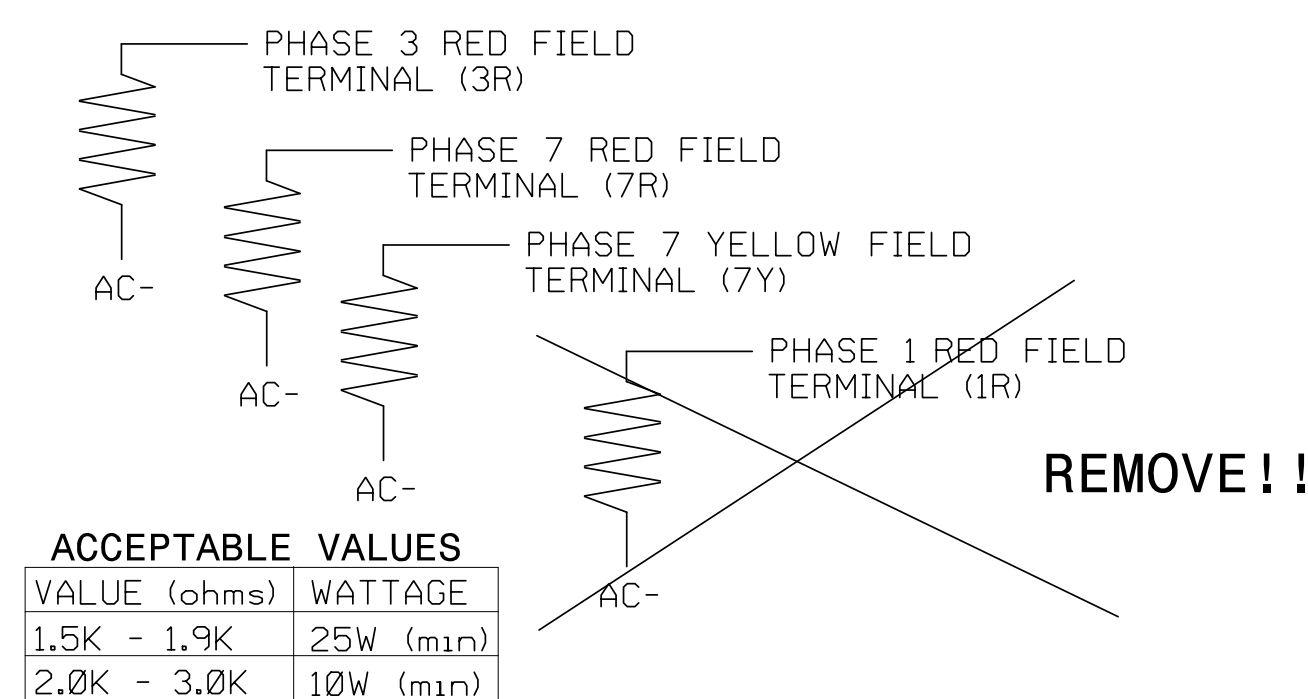 PHASE 3 RED FIELD
TERMINAL (3R)
AC-
PHASE 7 RED FIELD
TERMINAL (7R)
AC-
PHASE 7 YELLOW FIELD
TERMINAL (7Y)
AC-
PHASE 1 RED FIELD
TERMINAL (1R)
AC-
REMOVE!!
ACCEPTABLE VALUES
VALUE (ohms) WATTAGE
1.5K - 1.9K 25W (min)
2.0K - 3.0K 10W (min)